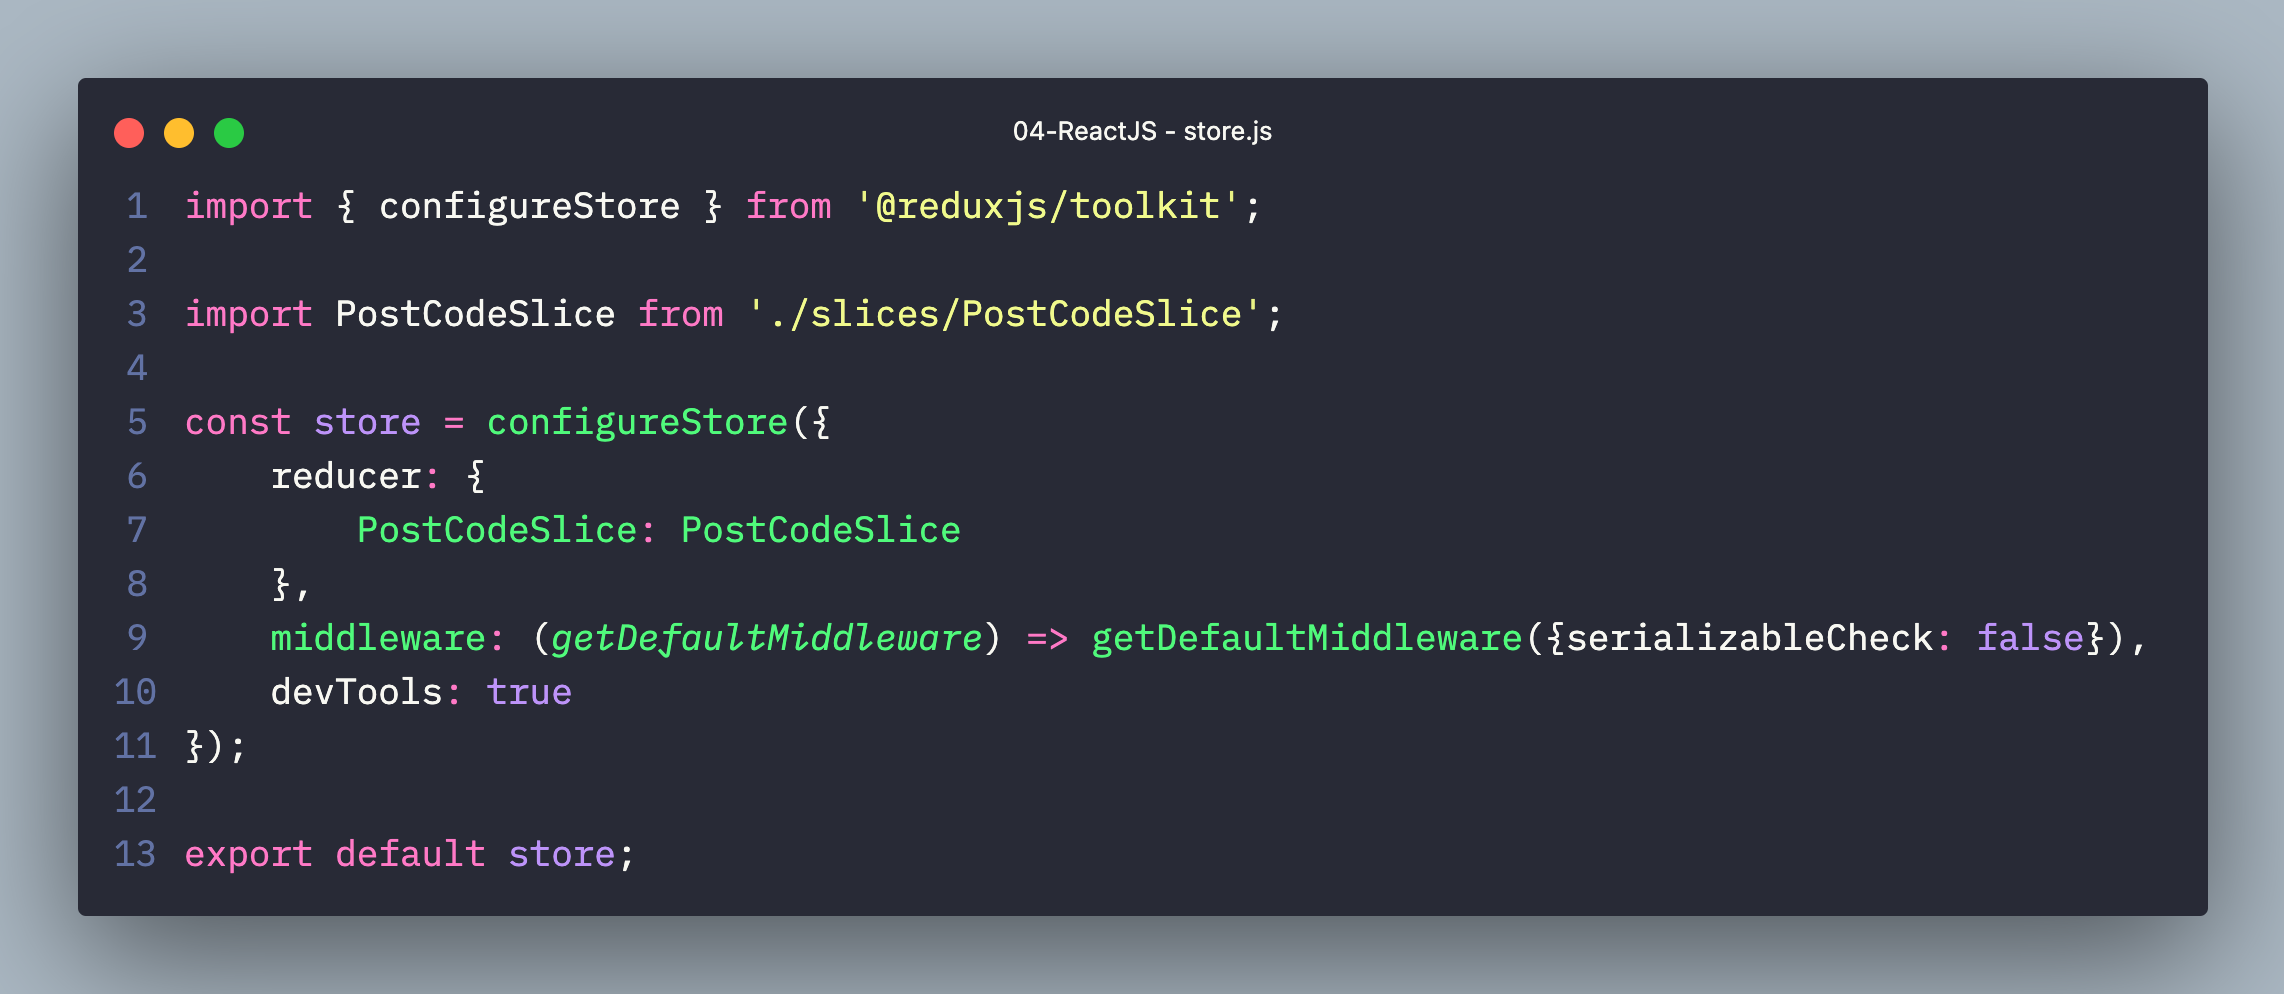 04-ReactJS - store.js
1 import { configureStore } from '@reduxjs/toolkit';
2
3 import PostCodeSlice from './slices/PostCodeSlice';
4
5 const store = configureStore({
6     reducer: {
7         PostCodeSlice: PostCodeSlice
8     },
9     middleware: (getDefaultMiddleware) => getDefaultMiddleware({serializableCheck: false}),
10     devTools: true
11 });
12
13 export default store;